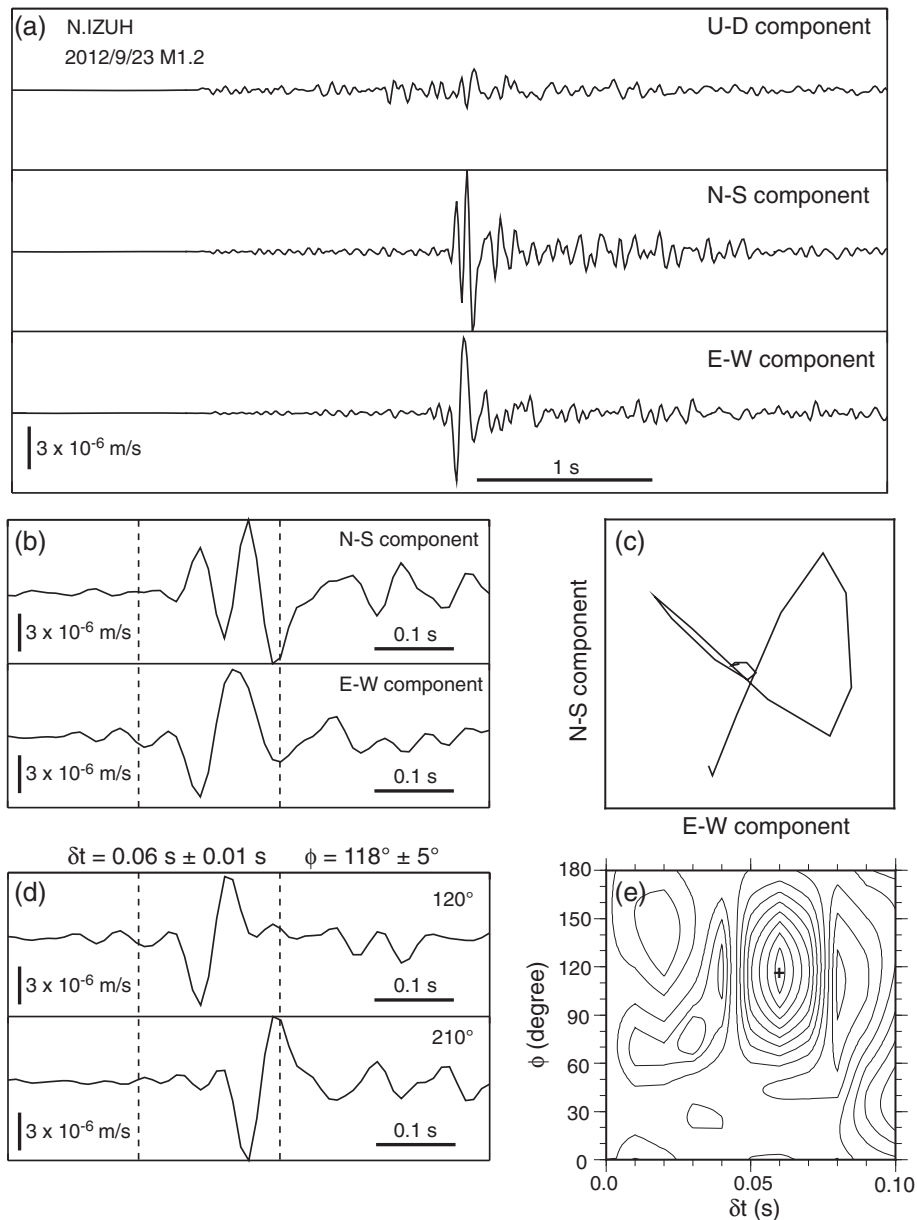 (a)
N.IZUH
2012/9/23 M1.2
U-D component
N-S component
E-W component
3 x 10⁻⁶ m/s
1 s
(b)
N-S component
3 x 10⁻⁶ m/s
0.1 s
E-W component
3 x 10⁻⁶ m/s
0.1 s
(c)
N-S component
E-W component
δt = 0.06 s ± 0.01 s
ϕ = 118° ± 5°
(d)
120°
3 x 10⁻⁶ m/s
0.1 s
210°
3 x 10⁻⁶ m/s
0.1 s
(e)
ϕ (degree)
180
150
120
90
60
30
0
0.0
0.05
0.10
δt (s)